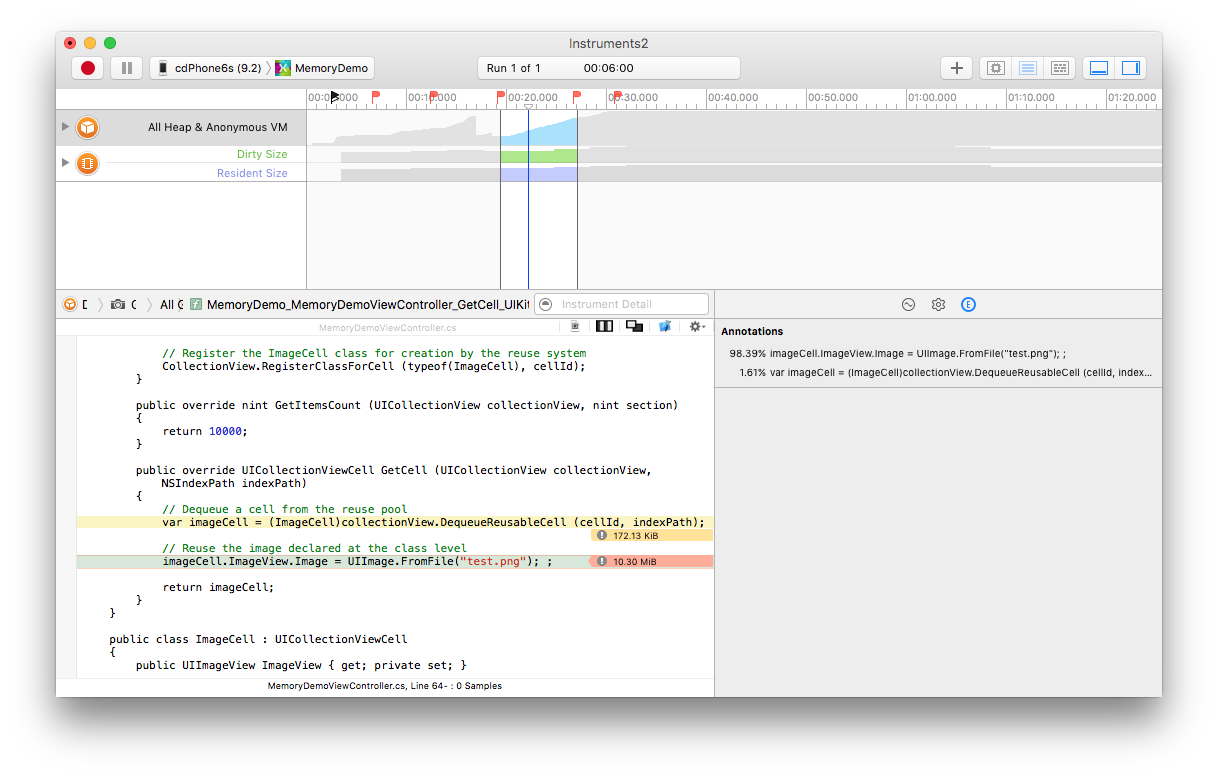 Instruments2
cdPhone6s (9.2) MemoryDemo
Run 1 of 1 00:06:00
00:00.000 00:10.000 00:20.000 00:30.000 00:40.000 00:50.000 01:00.000 01:10.000 01:20.000
All Heap & Anonymous VM
Dirty Size
Resident Size
All MemoryDemo_MemoryDemoViewController_GetCell_UIKit
Instrument Detail
MemoryDemoViewController.cs
// Register the ImageCell class for creation by the reuse system
CollectionView.RegisterClassForCell (typeof(ImageCell), cellId);
}
public override nint GetItemsCount (UICollectionView collectionView, nint section)
{
return 10000;
}
public override UICollectionViewCell GetCell (UICollectionView collectionView,
NSIndexPath indexPath)
{
// Dequeue a cell from the reuse pool
var imageCell = (ImageCell)collectionView.DequeueReusableCell (cellId, indexPath);
172.13 KiB
// Reuse the image declared at the class level
imageCell.ImageView.Image = UIImage.FromFile("test.png"); ;
10.30 MiB
return imageCell;
}
}
public class ImageCell : UICollectionViewCell
{
public UIImageView ImageView { get; private set; }
MemoryDemoViewController.cs, Line 64- : 0 Samples
E
Annotations
98.39% imageCell.ImageView.Image = UIImage.FromFile("test.png"); ;
1.61% var imageCell = (ImageCell)collectionView.DequeueReusableCell (cellId, index...